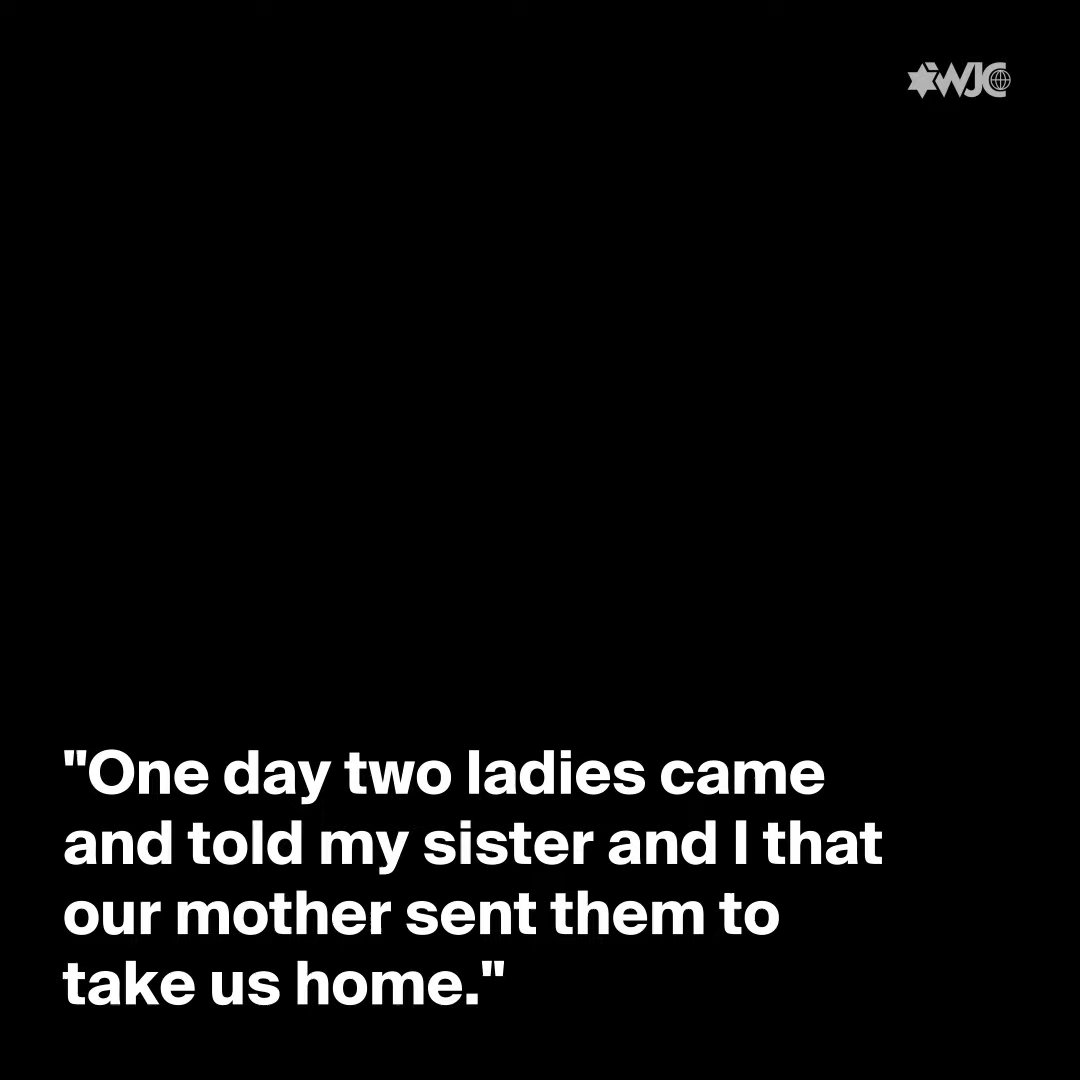 WJC
"One day two ladies came
and told my sister and I that
our mother sent them to
take us home."